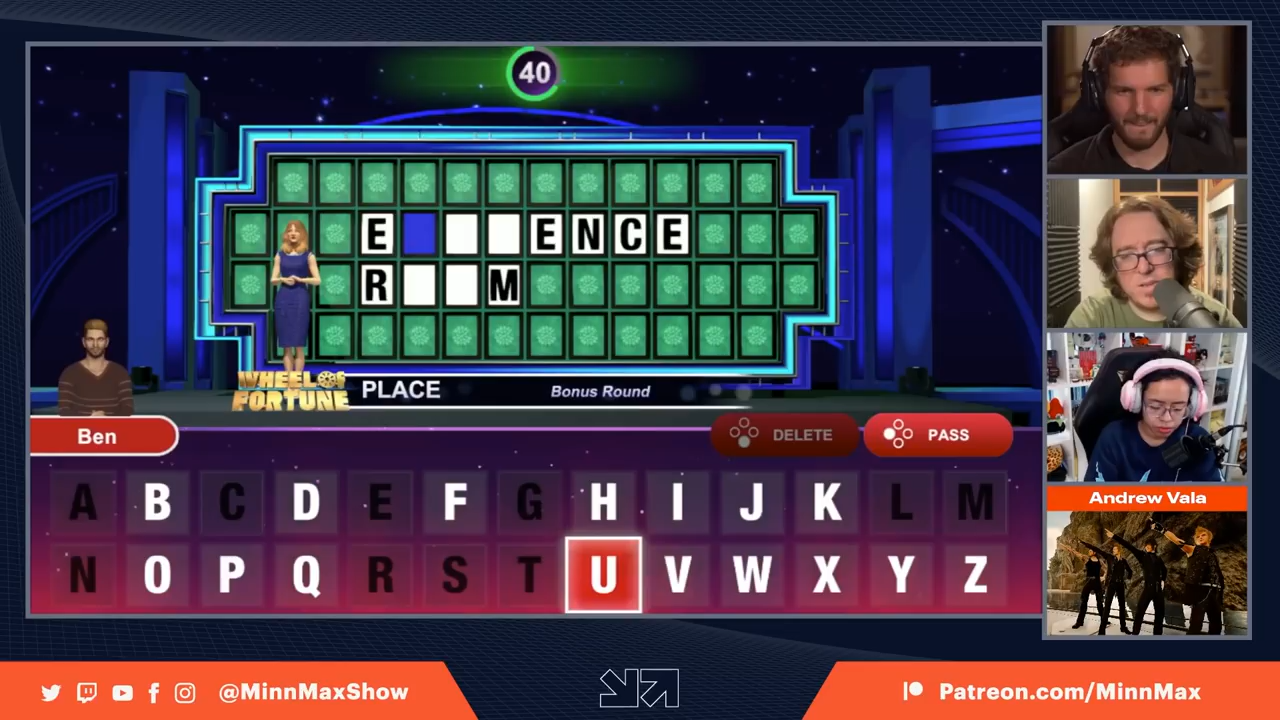 40
E ENCE
R M
WHEEL OF
FORTUNE
PLACE
Bonus Round
Ben
DELETE
PASS
A B C D E F G H I J K L M
N O P Q R S T U V W X Y Z
Andrew Vala
@MinnMaxShow
Patreon.com/MinnMax